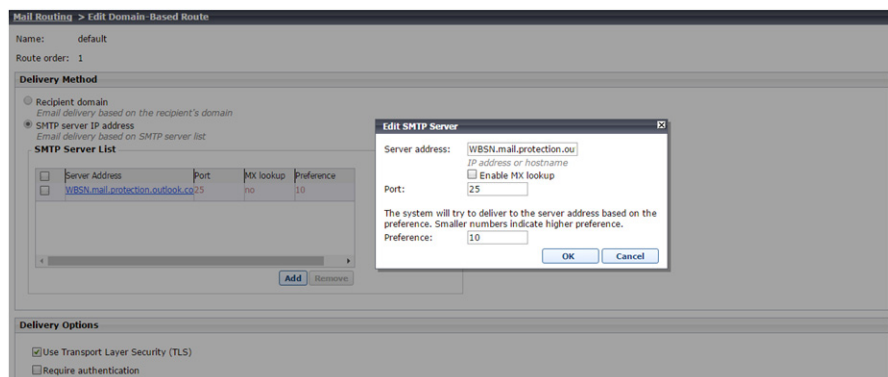 Mail Routing > Edit Domain-Based Route
Name: default
Route order: 1
Delivery Method
Recipient domain
Email delivery based on the recipient's domain
SMTP server IP address
Email delivery based on SMTP server list
SMTP Server List
Server Address Port MX lookup Preference
WBSN.mail.protection.outlook.co 25 no 10
Add Remove
Edit SMTP Server
Server address: WBSN.mail.protection.ou
IP address or hostname
Enable MX lookup
Port: 25
The system will try to deliver to the server address based on the
preference. Smaller numbers indicate higher preference.
Preference: 10
OK Cancel
Delivery Options
Use Transport Layer Security (TLS)
Require authentication